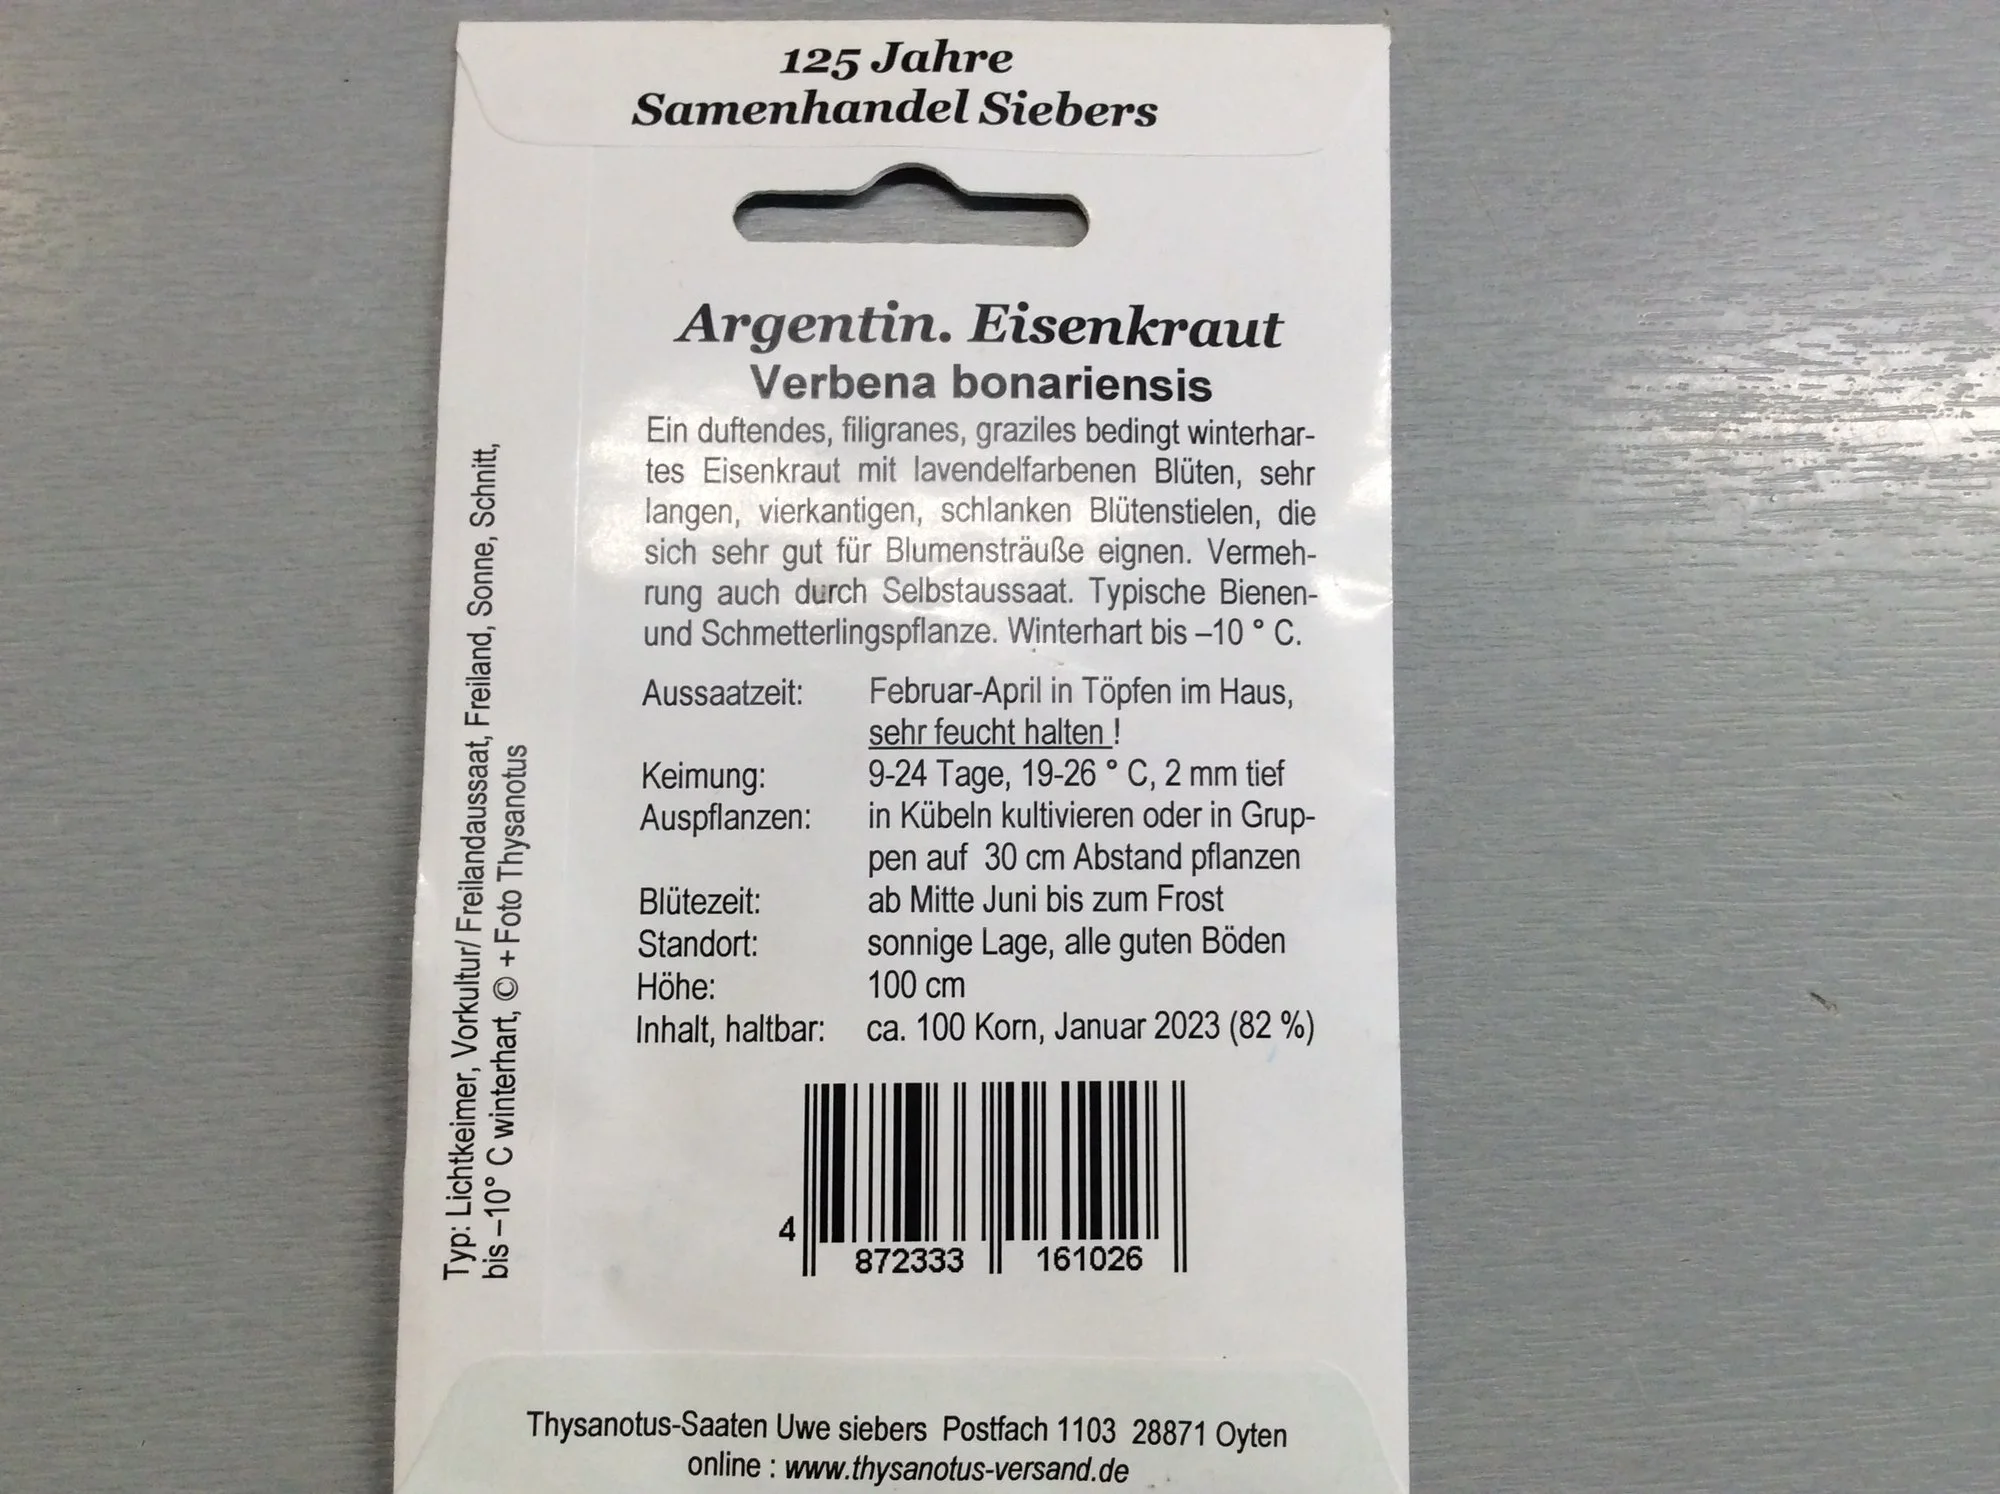 125 Jahre
Samenhandel Siebers
Argentin. Eisenkraut
Verbena bonariensis
Ein duftendes, filigranes, graziles bedingt winterhar-
tes Eisenkraut mit lavendelfarbenen Blüten, sehr
langen, vierkantigen, schlanken Blütenstielen, die
sich sehr gut für Blumensträuße eignen. Vermeh-
rung auch durch Selbstaussaat. Typische Bienen-
und Schmetterlingspflanze. Winterhart bis –10 ° C.
Aussaatzeit: Februar-April in Töpfen im Haus,
sehr feucht halten !
Keimung: 9-24 Tage, 19-26 ° C, 2 mm tief
Auspflanzen: in Kübeln kultivieren oder in Grup-
pen auf 30 cm Abstand pflanzen
Blütezeit: ab Mitte Juni bis zum Frost
Standort: sonnige Lage, alle guten Böden
Höhe: 100 cm
Inhalt, haltbar: ca. 100 Korn, Januar 2023 (82 %)
4 872333 161026
Typ: Lichtkeimer, Vorkultur/ Freilandaussaat, Freiland, Sonne, Schnitt,
bis –10° C winterhart, © + Foto Thysanotus
Thysanotus-Saaten Uwe siebers Postfach 1103 28871 Oyten
online : www.thysanotus-versand.de